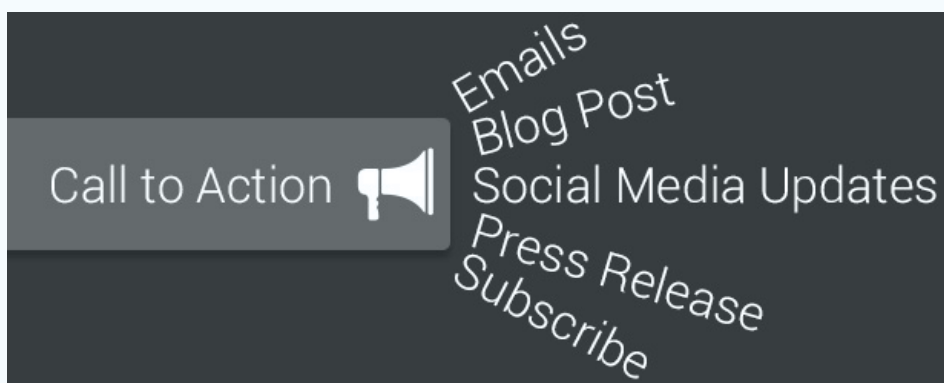 Call to Action
Emails
Blog Post
Social Media Updates
Press Release
Subscribe